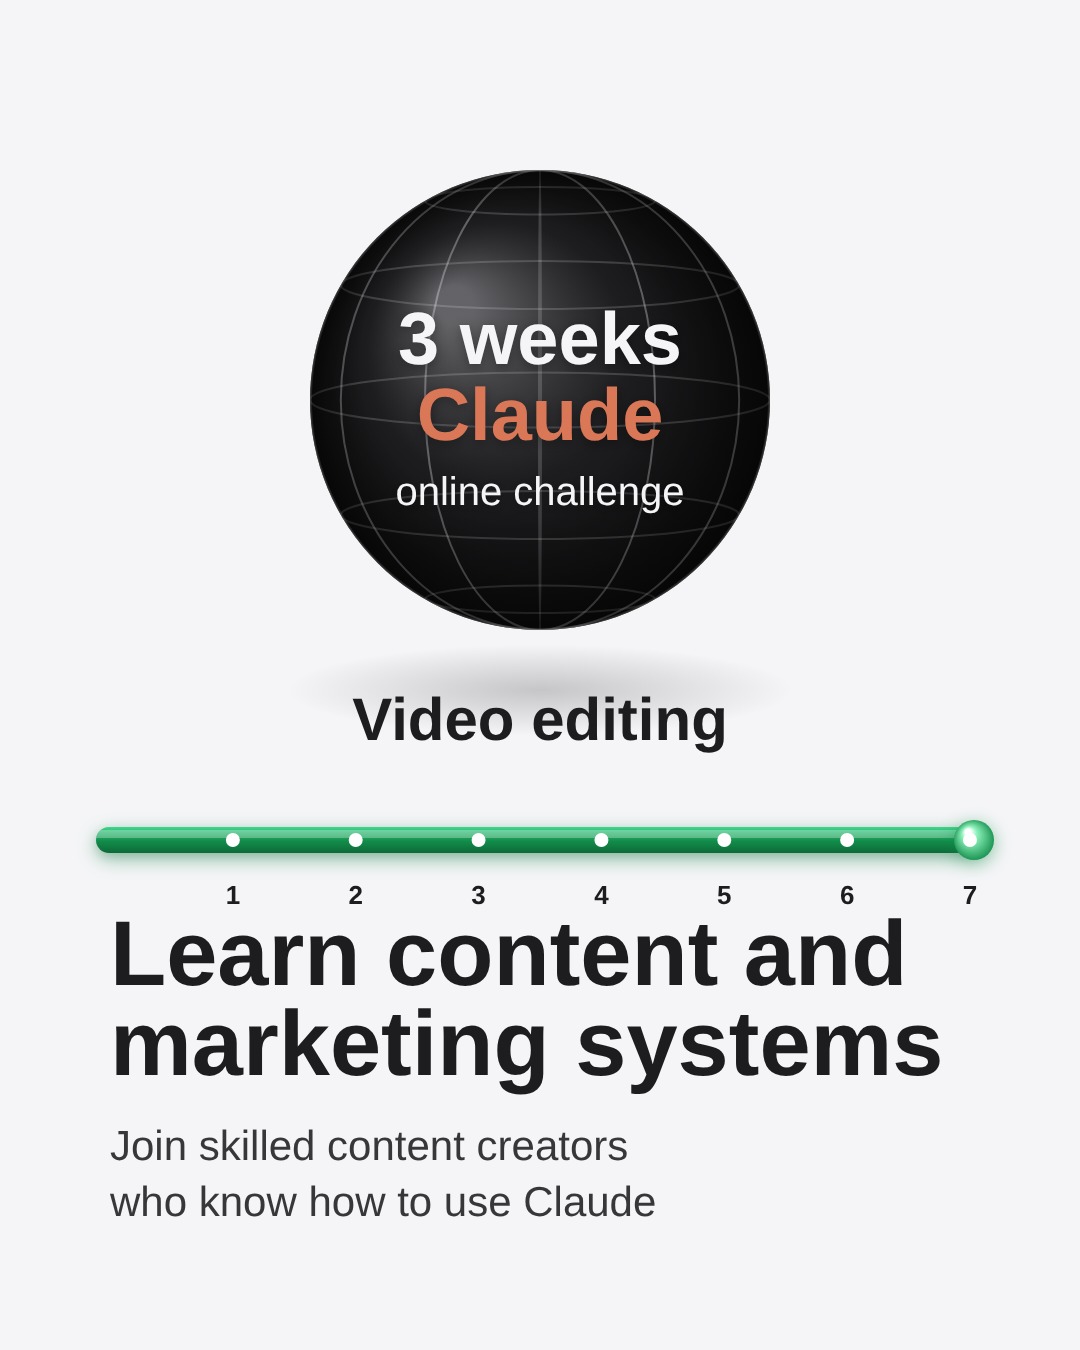 3 weeks
Claude
online challenge
Video editing
1 2 3 4 5 6 7
Learn content and
marketing systems
Join skilled content creators
who know how to use Claude